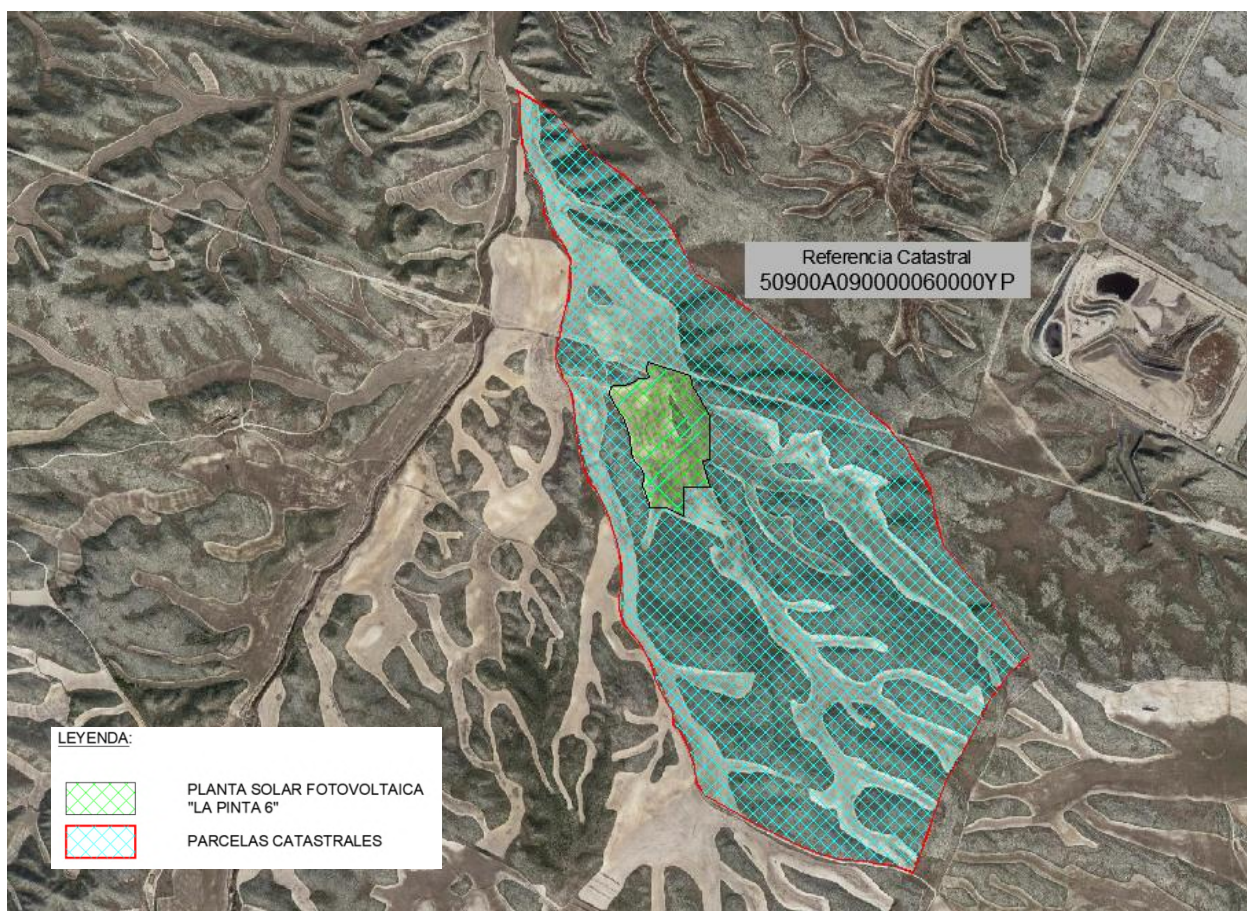 Referencia Catastral
50900A090000060000YP
LEYENDA:
PLANTA SOLAR FOTOVOLTAICA
"LA PINTA 6"
PARCELAS CATASTRALES